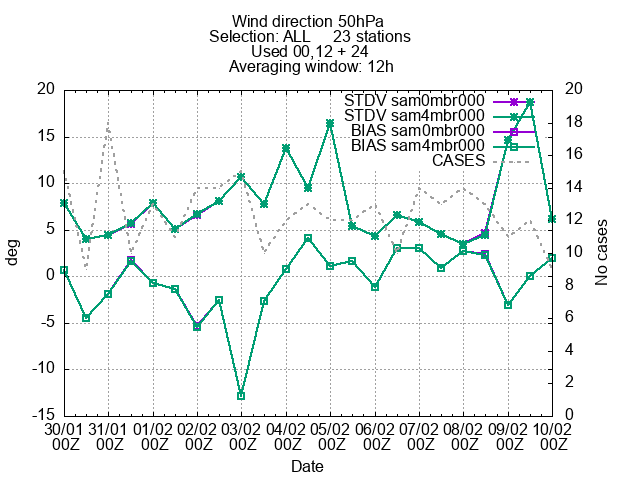 Wind direction 50hPa
Selection: ALL 23 stations
Used 00,12 + 24
Averaging window: 12h
STDV sam0mbr000
STDV sam4mbr000
BIAS sam0mbr000
BIAS sam4mbr000
CASES
20
15
10
5
0
-5
-10
-15
deg
20
18
16
14
12
10
8
6
4
2
0
No cases
30/01 31/01 01/02 02/02 03/02 04/02 05/02 06/02 07/02 08/02 09/02 10/02
00Z 00Z 00Z 00Z 00Z 00Z 00Z 00Z 00Z 00Z 00Z 00Z
Date